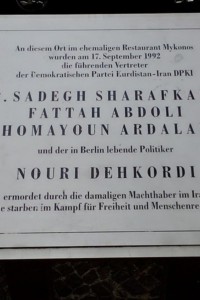 An diesem Ort im ehemaligen Restaurant Mykonos
wurden am 17. September 1992
die führenden Vertreter
der Demokratischen Partei Kurdistan-Iran DPKI
. SADEGH SHARAFKA
FATTAH ABDOLI
HOMAYOUN ARDALA
und der in Berlin lebende Politiker
NOURI DEHKORDI
ermordet durch die damaligen Machthaber im Ir
e starben im Kampf für Freiheit und Menschenre